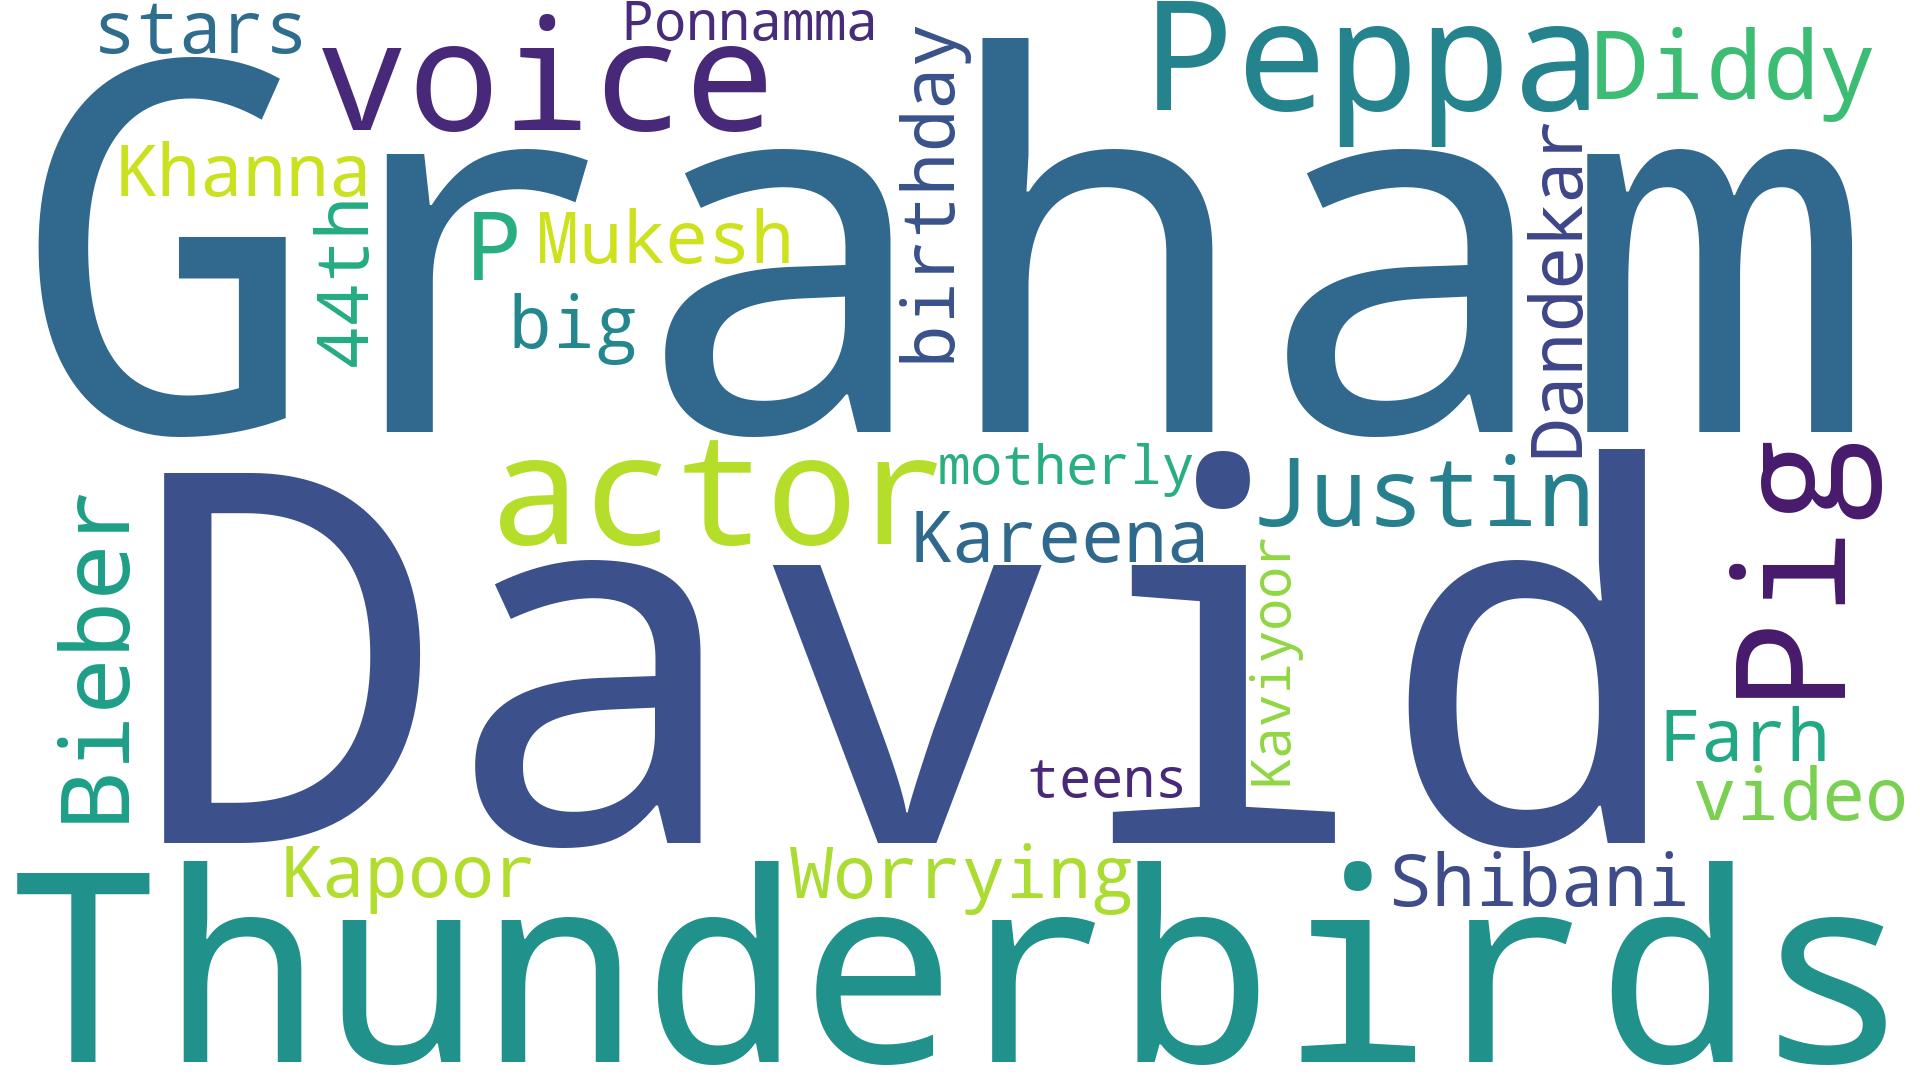 stars
voice
Ponnamma
birthday
Peppa
Diddy
Graham
Khanna
44th
P
Mukesh
big
Dandekar
actor
motherly
Kareena
Justin
Pig
Bieber
David
Kaviyoor
teens
Farh
video
Kapoor
Worrying
Shibani
Thunderbirds